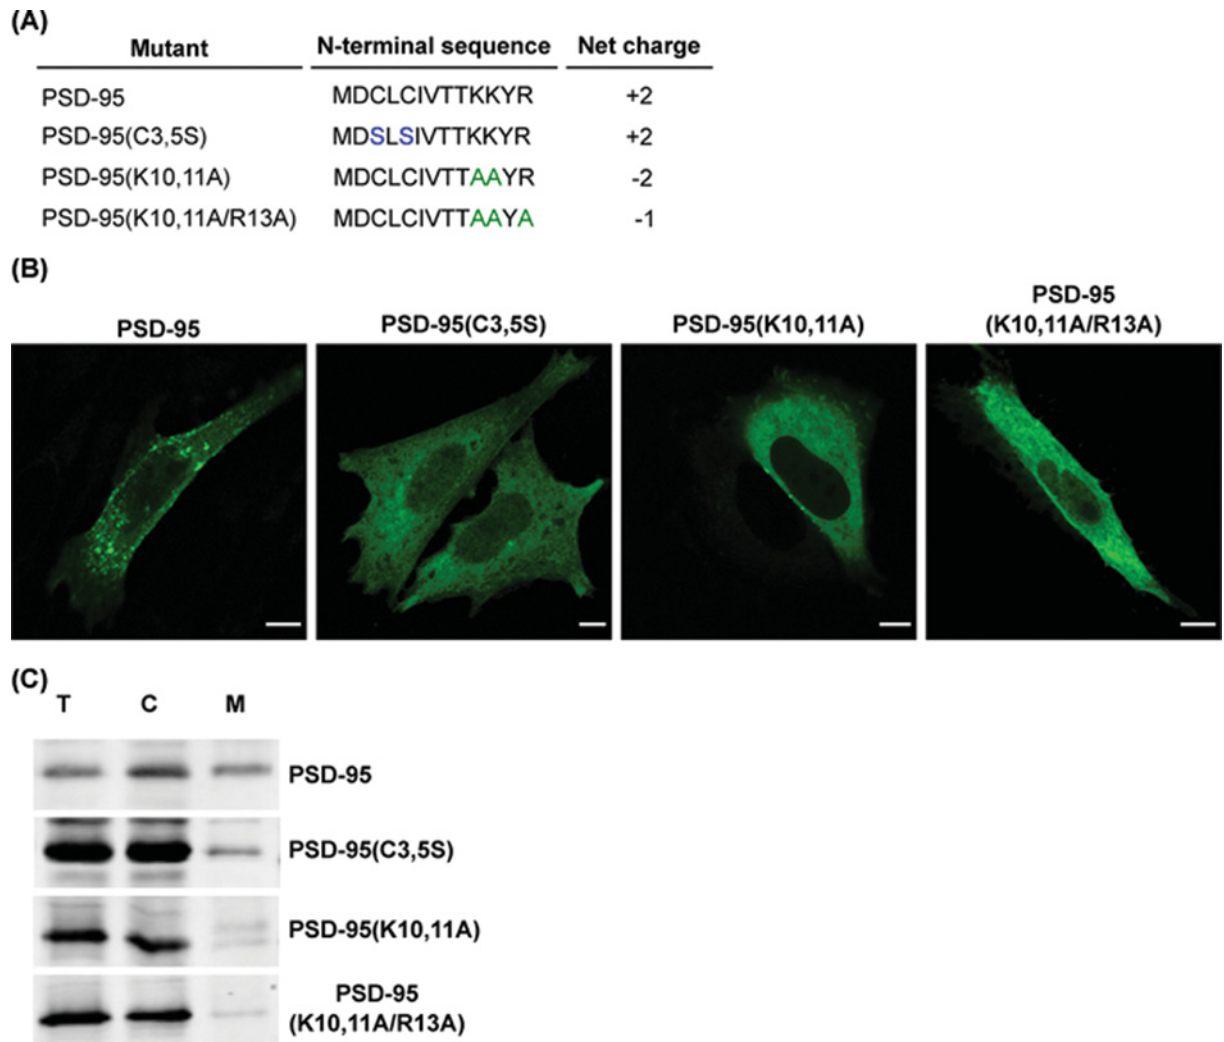 (A)
Mutant N-terminal sequence Net charge
PSD-95 MDCLCIVTTKKYR +2
PSD-95(C3,5S) MDSLSIVTTKKYR +2
PSD-95(K10,11A) MDCLCIVTTAAYR -2
PSD-95(K10,11A/R13A) MDCLCIVTTAAYA -1
(B)
PSD-95 PSD-95(C3,5S) PSD-95(K10,11A) PSD-95
(K10,11A/R13A)
(C)
T C M
PSD-95
PSD-95(C3,5S)
PSD-95(K10,11A)
PSD-95
(K10,11A/R13A)